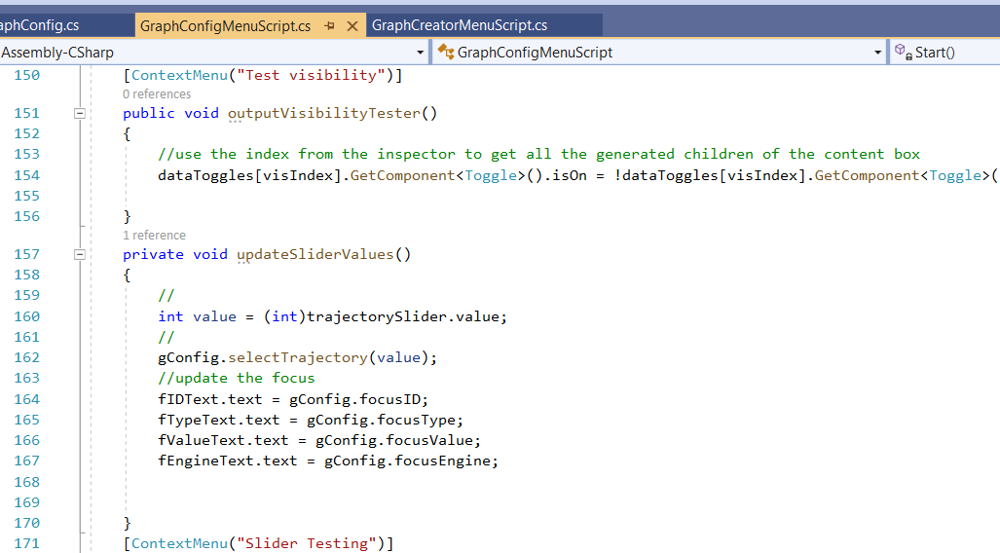 aphConfig.cs GraphConfigMenuScript.cs GraphCreatorMenuScript.cs
Assembly-CSharp GraphConfigMenuScript Start()
150 [ContextMenu("Test visibility")]
0 references
151 public void outputVisibilityTester()
152 {
153 //use the index from the inspector to get all the generated children of the content box
154 dataToggles[visIndex].GetComponent<Toggle>().isOn = !dataToggles[visIndex].GetComponent<Toggle>(
155
156 }
1 reference
157 private void updateSliderValues()
158 {
159 //
160 int value = (int)trajectorySlider.value;
161 //
162 gConfig.selectTrajectory(value);
163 //update the focus
164 fIDText.text = gConfig.focusID;
165 fTypeText.text = gConfig.focusType;
166 fValueText.text = gConfig.focusValue;
167 fEngineText.text = gConfig.focusEngine;
168
169
170 }
171 [ContextMenu("Slider Testing")]